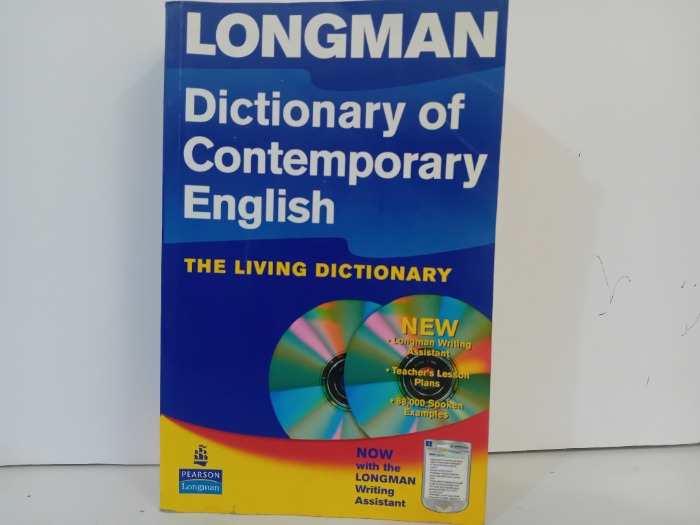 LONGMAN
Dictionary of
Contemporary
English
THE LIVING DICTIONARY
NEW
• Longman Writing
Assistant
• Teacher's Lesson
Plans
• 88,000 Spoken
Examples
NOW
with the
LONGMAN
Writing
Assistant
PEARSON
Longman